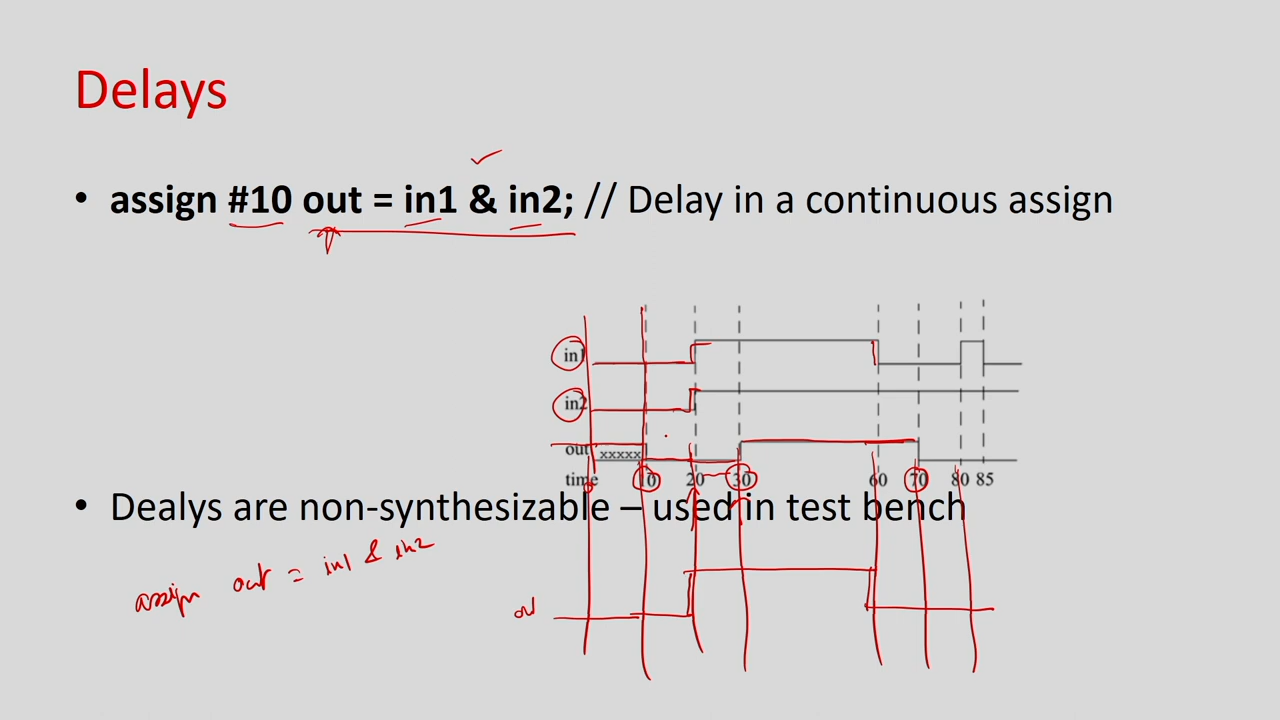 Delays
• assign #10 out = in1 & in2; // Delay in a continuous assign
in1
in2
out xxxxx
time 10 20 30 60 70 80 85
• Dealys are non-synthesizable – used in test bench
assign out = in1 & in2